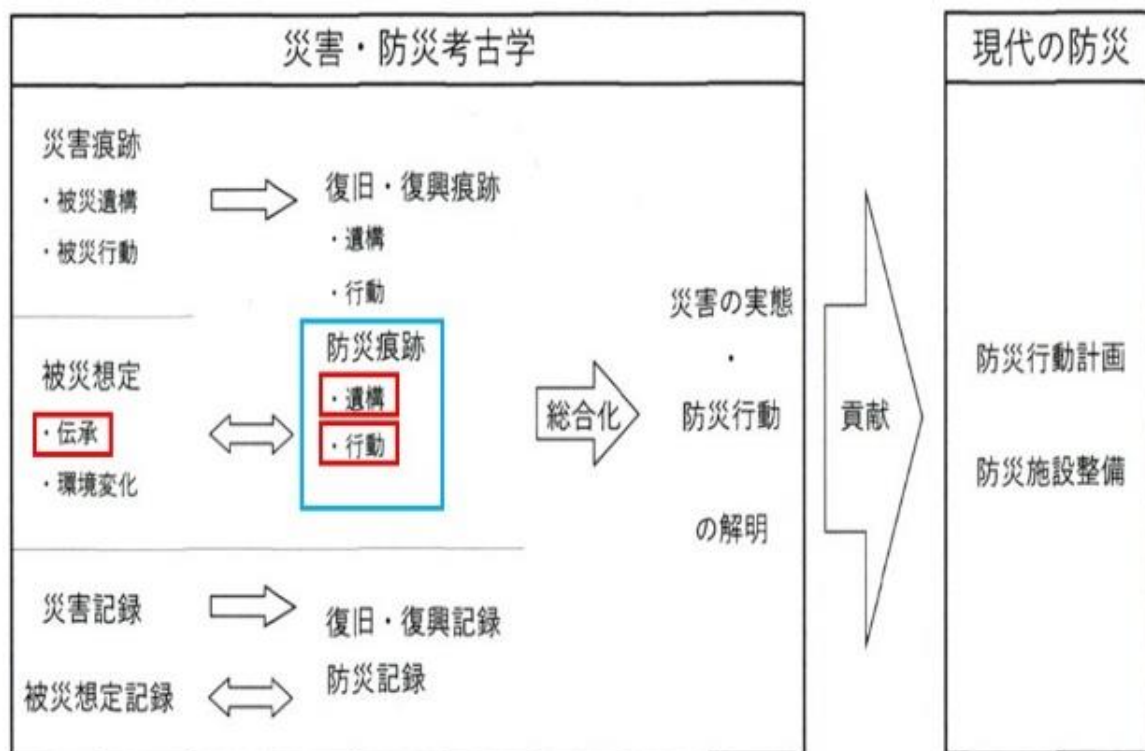 災害・防災考古学
災害痕跡
・被災遺構
・被災行動
復旧・復興痕跡
・遺構
・行動
被災想定
・伝承
・環境変化
防災痕跡
・遺構
・行動
災害記録
復旧・復興記録
被災想定記録
防災記録
総合化
災害の実態
・
防災行動
の解明
貢献
現代の防災
防災行動計画
防災施設整備